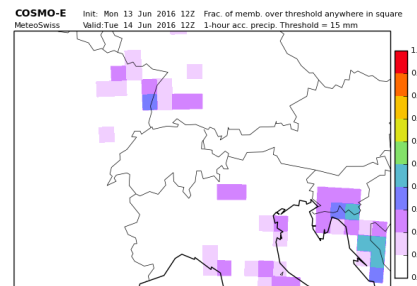 COSMO-E Init: Mon 13 Jun 2016 12Z Frac. of memb. over threshold anywhere in square
MeteoSwiss Valid:Tue 14 Jun 2016 12Z 1-hour acc. precip. Threshold = 15 mm